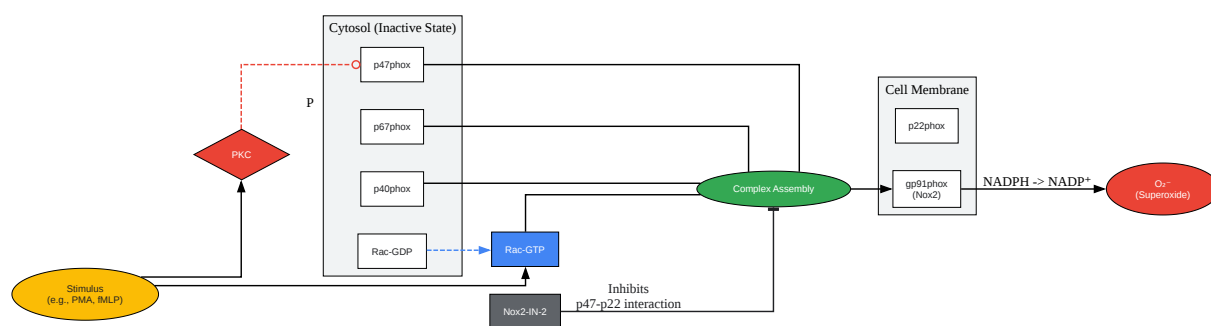 Cytosol (Inactive State)
p47phox
P
p67phox
PKC
p40phox
Rac-GDP
Rac-GTP
Stimulus
(e.g., PMA, fMLP)
Nox2-IN-2
Inhibits
p47-p22 interaction
Complex Assembly
Cell Membrane
p22phox
gp91phox
(Nox2)
NADPH -> NADP⁺
O₂⁻
(Superoxide)